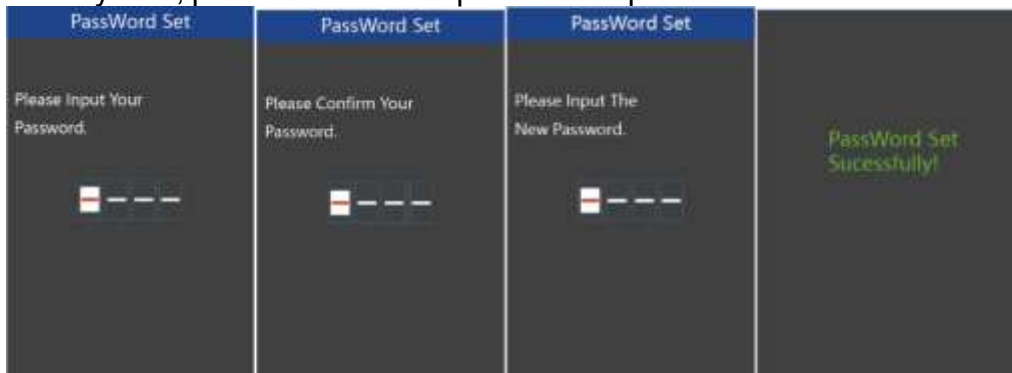 PassWord Set
Please Input Your
Password.
PassWord Set
Please Confirm Your
Password.
PassWord Set
Please Input The
New Password.
PassWord Set
Sucessfully!